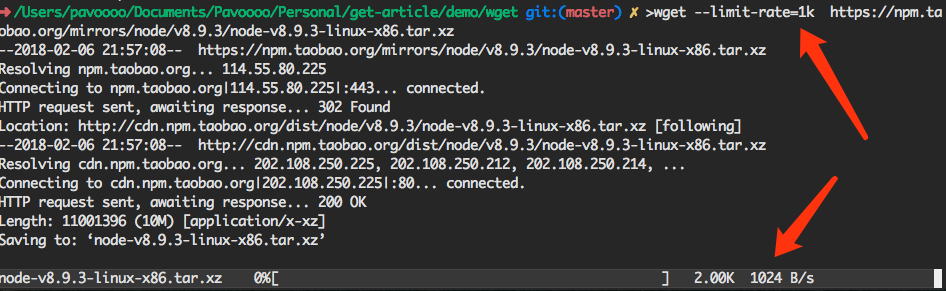 ➜ /Users/pavoooo/Documents/Pavoooo/Personal/get-article/demo/wget git:(master) ✗ >wget --limit-rate=1k  https://npm.ta
obao.org/mirrors/node/v8.9.3/node-v8.9.3-linux-x86.tar.xz
--2018-02-06 21:57:08--  https://npm.taobao.org/mirrors/node/v8.9.3/node-v8.9.3-linux-x86.tar.xz
Resolving npm.taobao.org... 114.55.80.225
Connecting to npm.taobao.org|114.55.80.225|:443... connected.
HTTP request sent, awaiting response... 302 Found
Location: http://cdn.npm.taobao.org/dist/node/v8.9.3/node-v8.9.3-linux-x86.tar.xz [following]
--2018-02-06 21:57:08--  http://cdn.npm.taobao.org/dist/node/v8.9.3/node-v8.9.3-linux-x86.tar.xz
Resolving cdn.npm.taobao.org... 202.108.250.225, 202.108.250.212, 202.108.250.214, ...
Connecting to cdn.npm.taobao.org|202.108.250.225|:80... connected.
HTTP request sent, awaiting response... 200 OK
Length: 11001396 (10M) [application/x-xz]
Saving to: ‘node-v8.9.3-linux-x86.tar.xz’
node-v8.9.3-linux-x86.tar.xz    0%[                                                ]   2.00K  1024 B/s